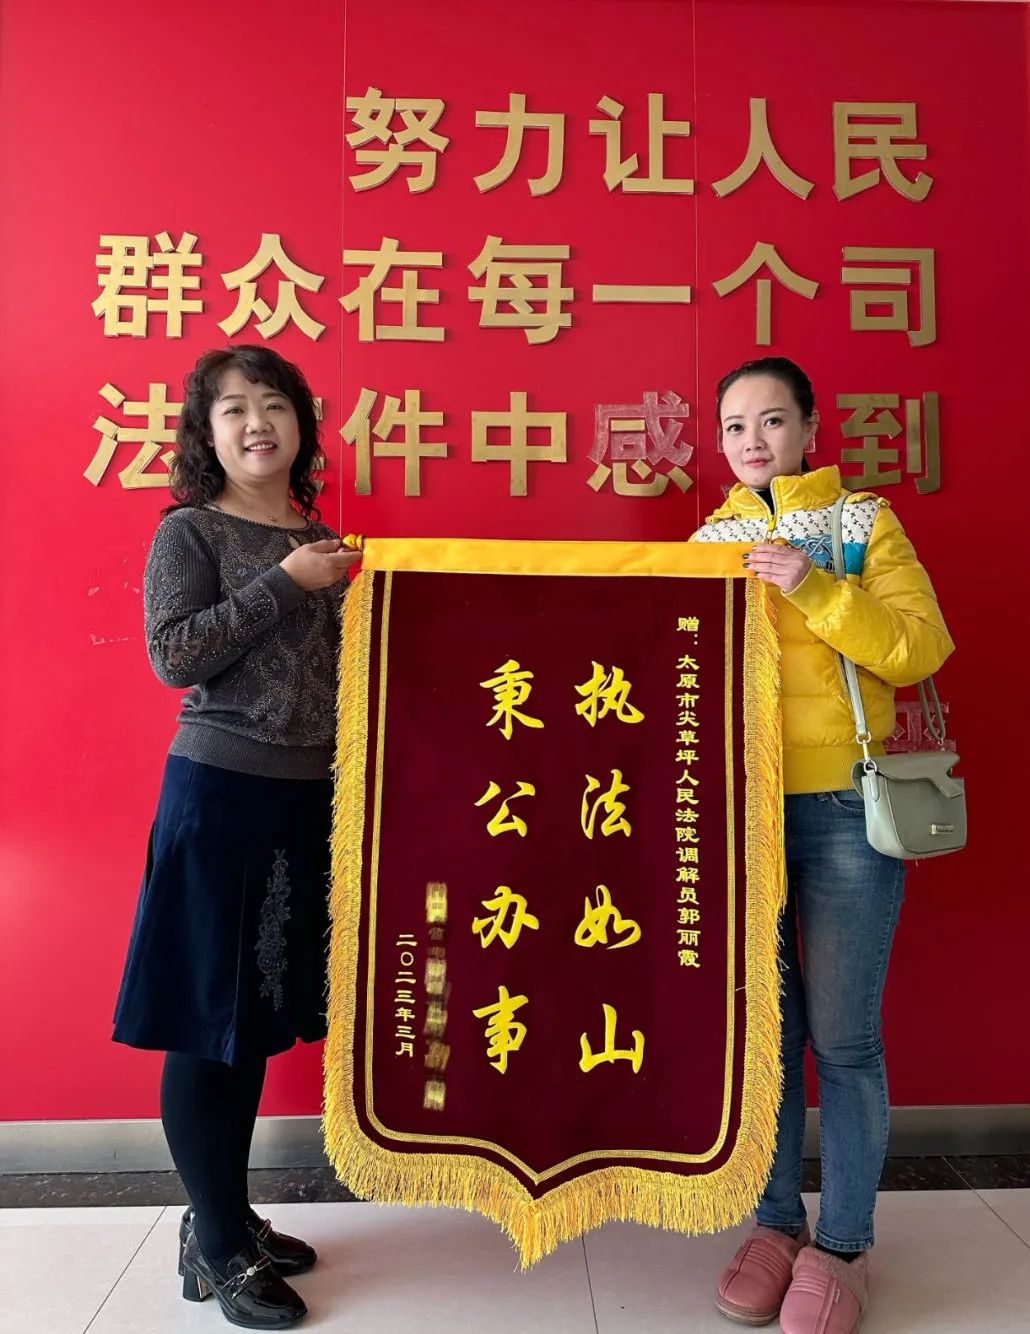 努力让人民
群众在每一个司
法件中感到
赠：太原市尖草坪人民法院调解员郭丽霞
执法如山
秉公办事
二〇二三年三月